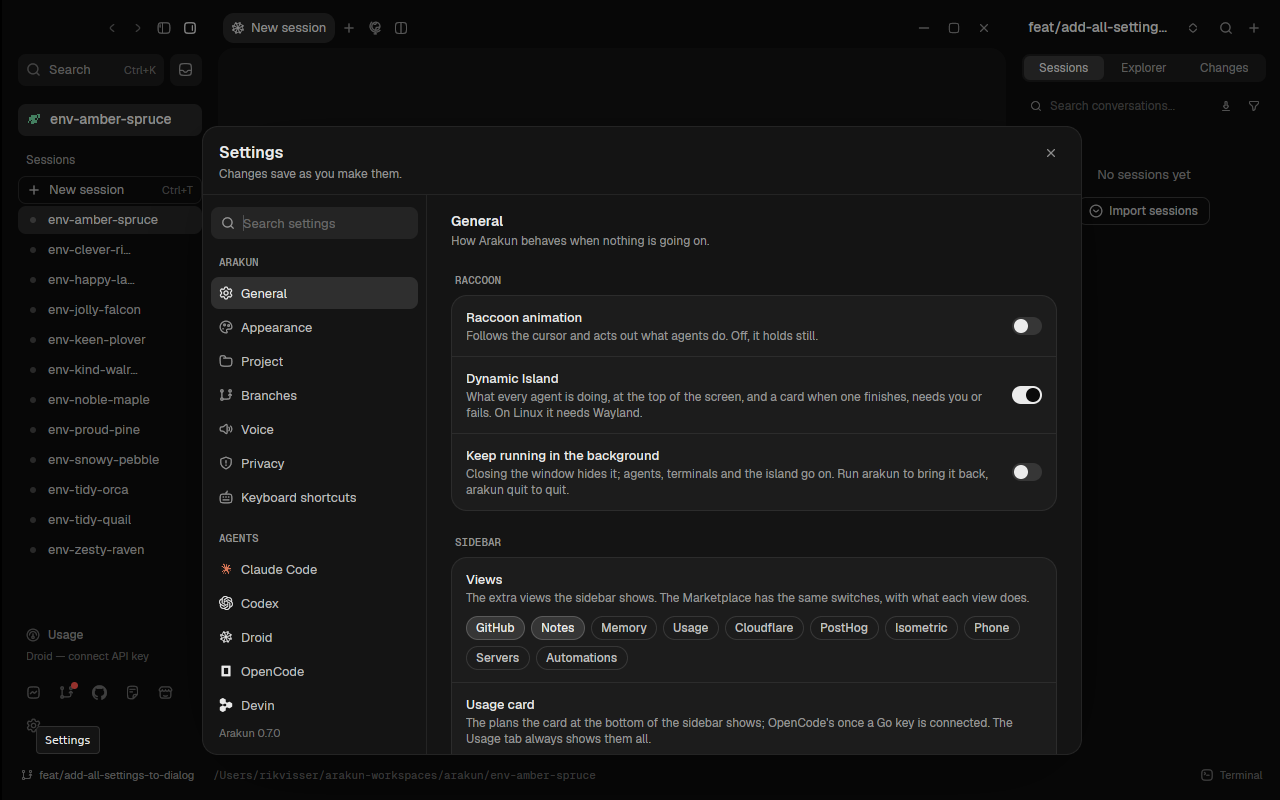 New session
feat/add-all-setting...
Search Ctrl+K
Sessions Explorer Changes
env-amber-spruce
Search conversations...
Sessions
New session Ctrl+T
env-amber-spruce
env-clever-ri...
env-happy-la...
env-jolly-falcon
env-keen-plover
env-kind-walr...
env-noble-maple
env-proud-pine
env-snowy-pebble
env-tidy-orca
env-tidy-quail
env-zesty-raven
Usage
Droid — connect API key
Settings
Settings
Changes save as you make them.
Search settings
ARAKUN
General
Appearance
Project
Branches
Voice
Privacy
Keyboard shortcuts
AGENTS
Claude Code
Codex
Droid
OpenCode
Devin
Arakun 0.7.0
General
How Arakun behaves when nothing is going on.
RACCOON
Raccoon animation
Follows the cursor and acts out what agents do. Off, it holds still.
Dynamic Island
What every agent is doing, at the top of the screen, and a card when one finishes, needs you or
fails. On Linux it needs Wayland.
Keep running in the background
Closing the window hides it; agents, terminals and the island go on. Run arakun to bring it back,
arakun quit to quit.
SIDEBAR
Views
The extra views the sidebar shows. The Marketplace has the same switches, with what each view does.
GitHub Notes Memory Usage Cloudflare PostHog Isometric Phone
Servers Automations
Usage card
The plans the card at the bottom of the sidebar shows; OpenCode's once a Go key is connected. The
Usage tab always shows them all.
No sessions yet
Import sessions
feat/add-all-settings-to-dialog /Users/rikvisser/arakun-workspaces/arakun/env-amber-spruce
Terminal